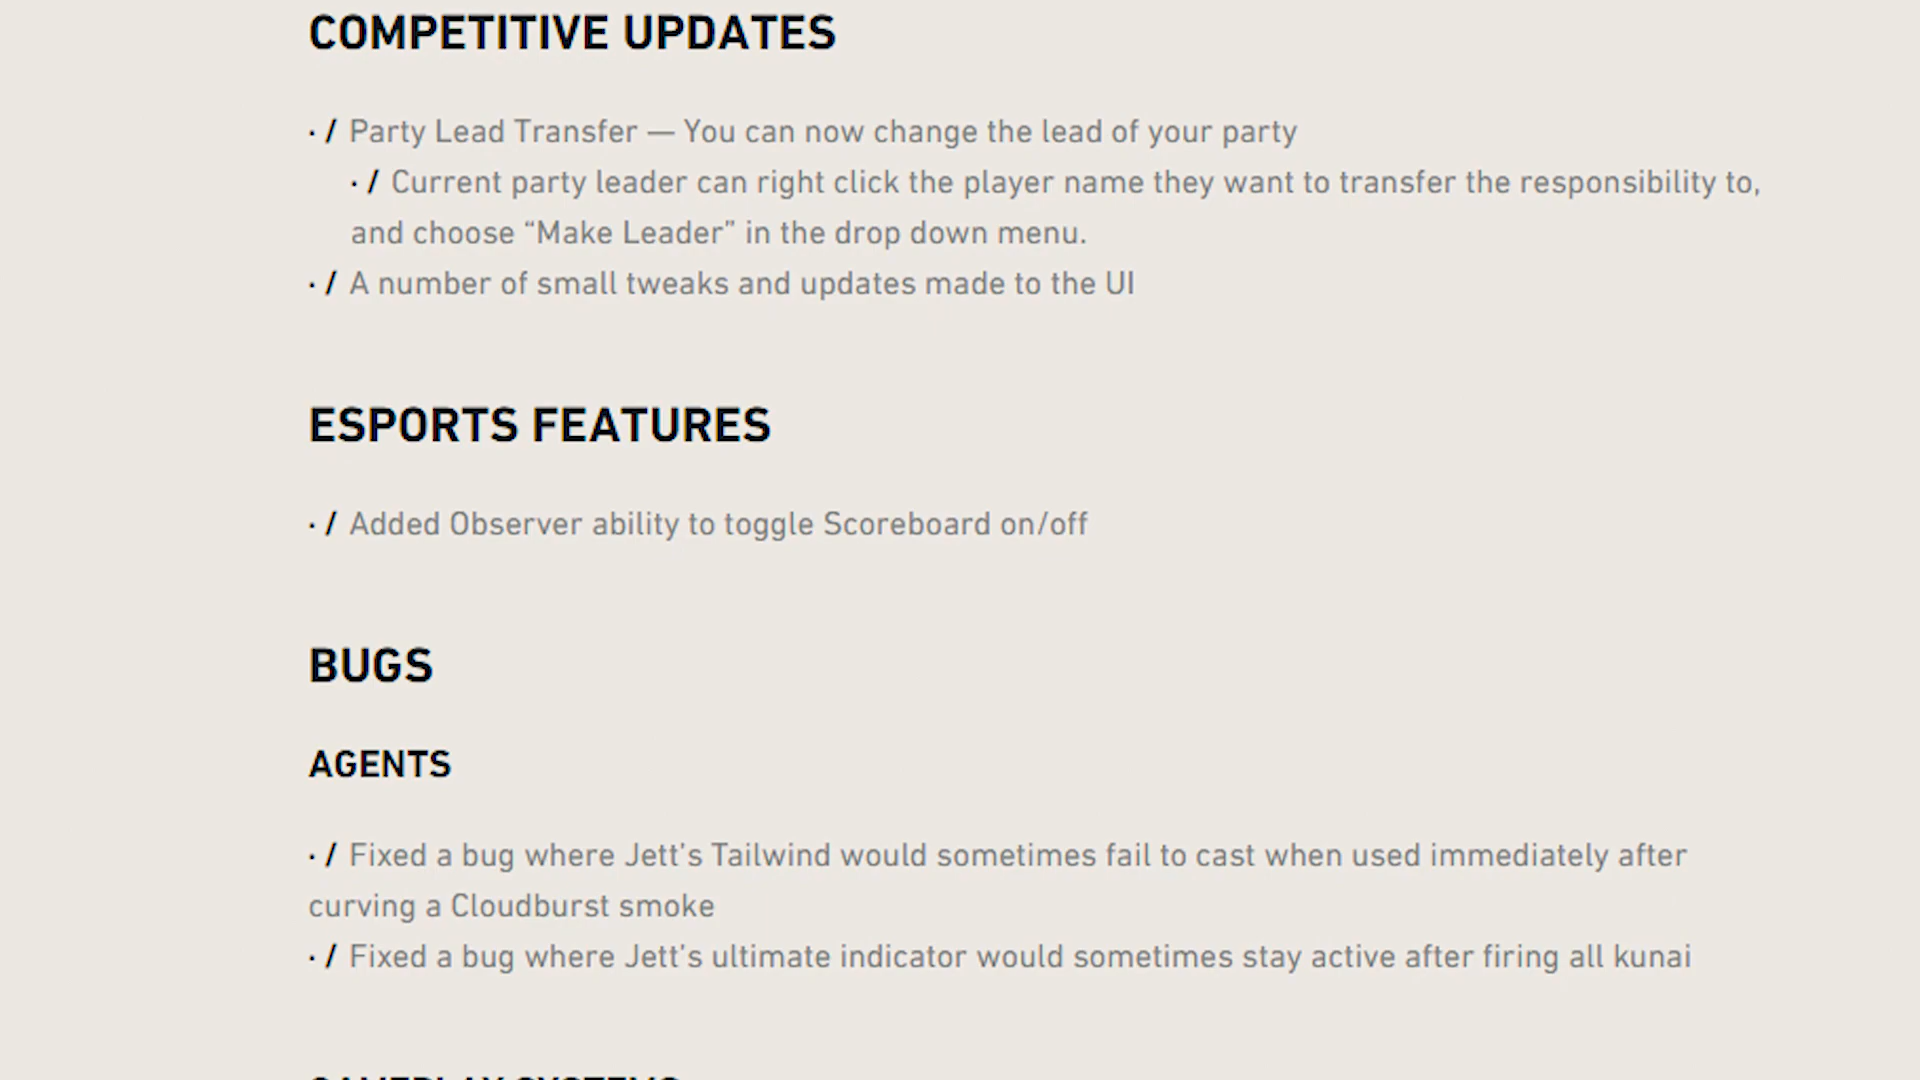 COMPETITIVE UPDATES
· / Party Lead Transfer — You can now change the lead of your party
· / Current party leader can right click the player name they want to transfer the responsibility to,
and choose “Make Leader” in the drop down menu.
· / A number of small tweaks and updates made to the UI
ESPORTS FEATURES
· / Added Observer ability to toggle Scoreboard on/off
BUGS
AGENTS
· / Fixed a bug where Jett's Tailwind would sometimes fail to cast when used immediately after
curving a Cloudburst smoke
· / Fixed a bug where Jett's ultimate indicator would sometimes stay active after firing all kunai
GAMEPLAY SYSTEMS